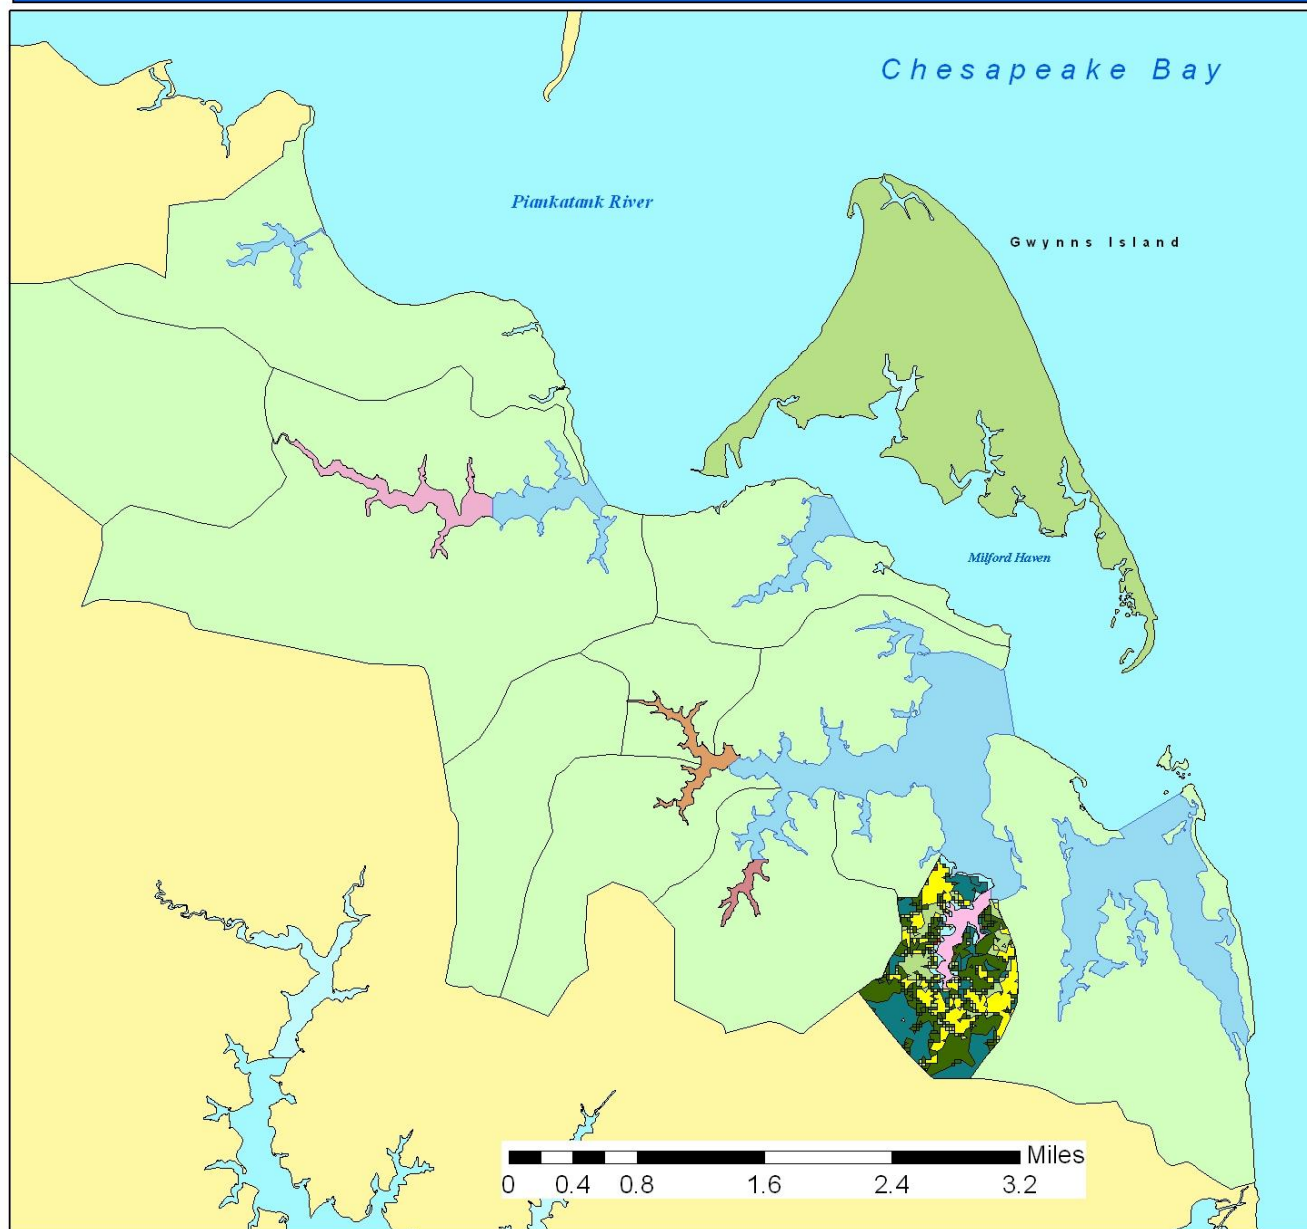 Chesapeake Bay
Piankatank River
Gwynns Island
Milford Haven
Miles
0 0.4 0.8 1.6 2.4 3.2